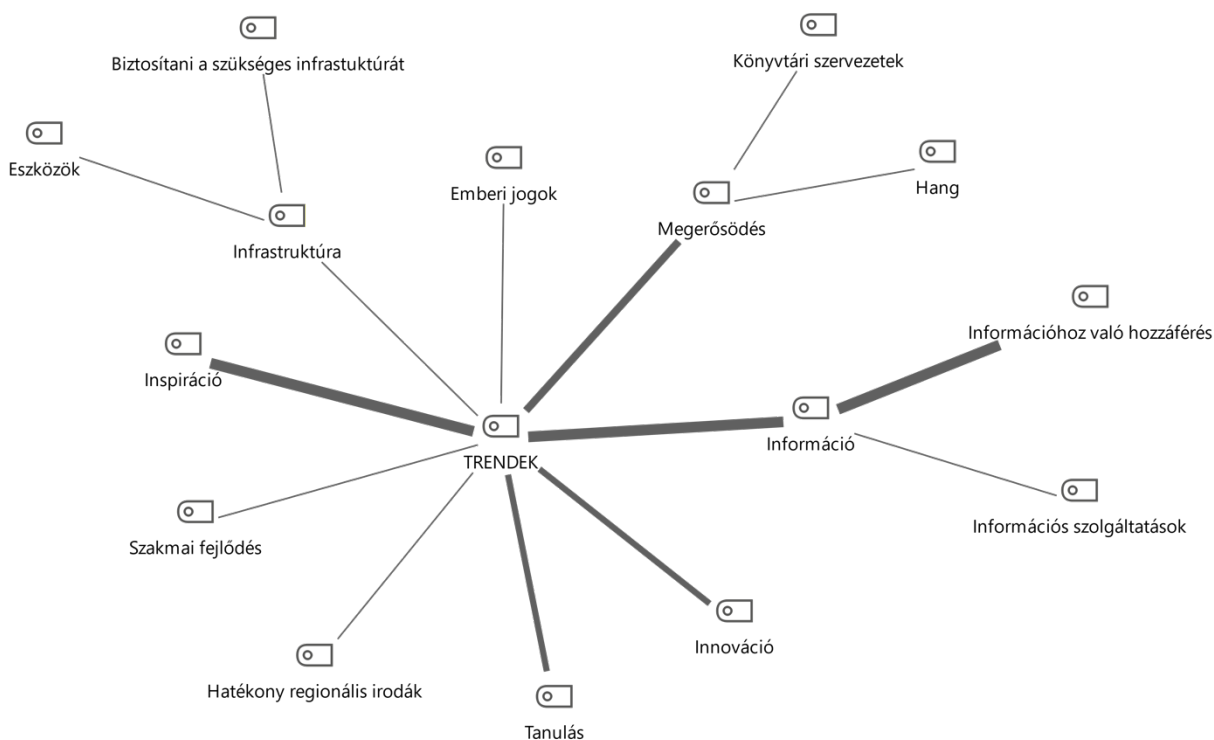 Biztosítani a szükséges infrastuktúrát
Könyvtári szervezetek
Eszközök
Emberi jogok
Hang
Infrastruktúra
Megerősödés
Információhoz való hozzáférés
Inspiráció
TRENDEK
Információ
Szakmai fejlődés
Információs szolgáltatások
Hatékony regionális irodák
Innováció
Tanulás